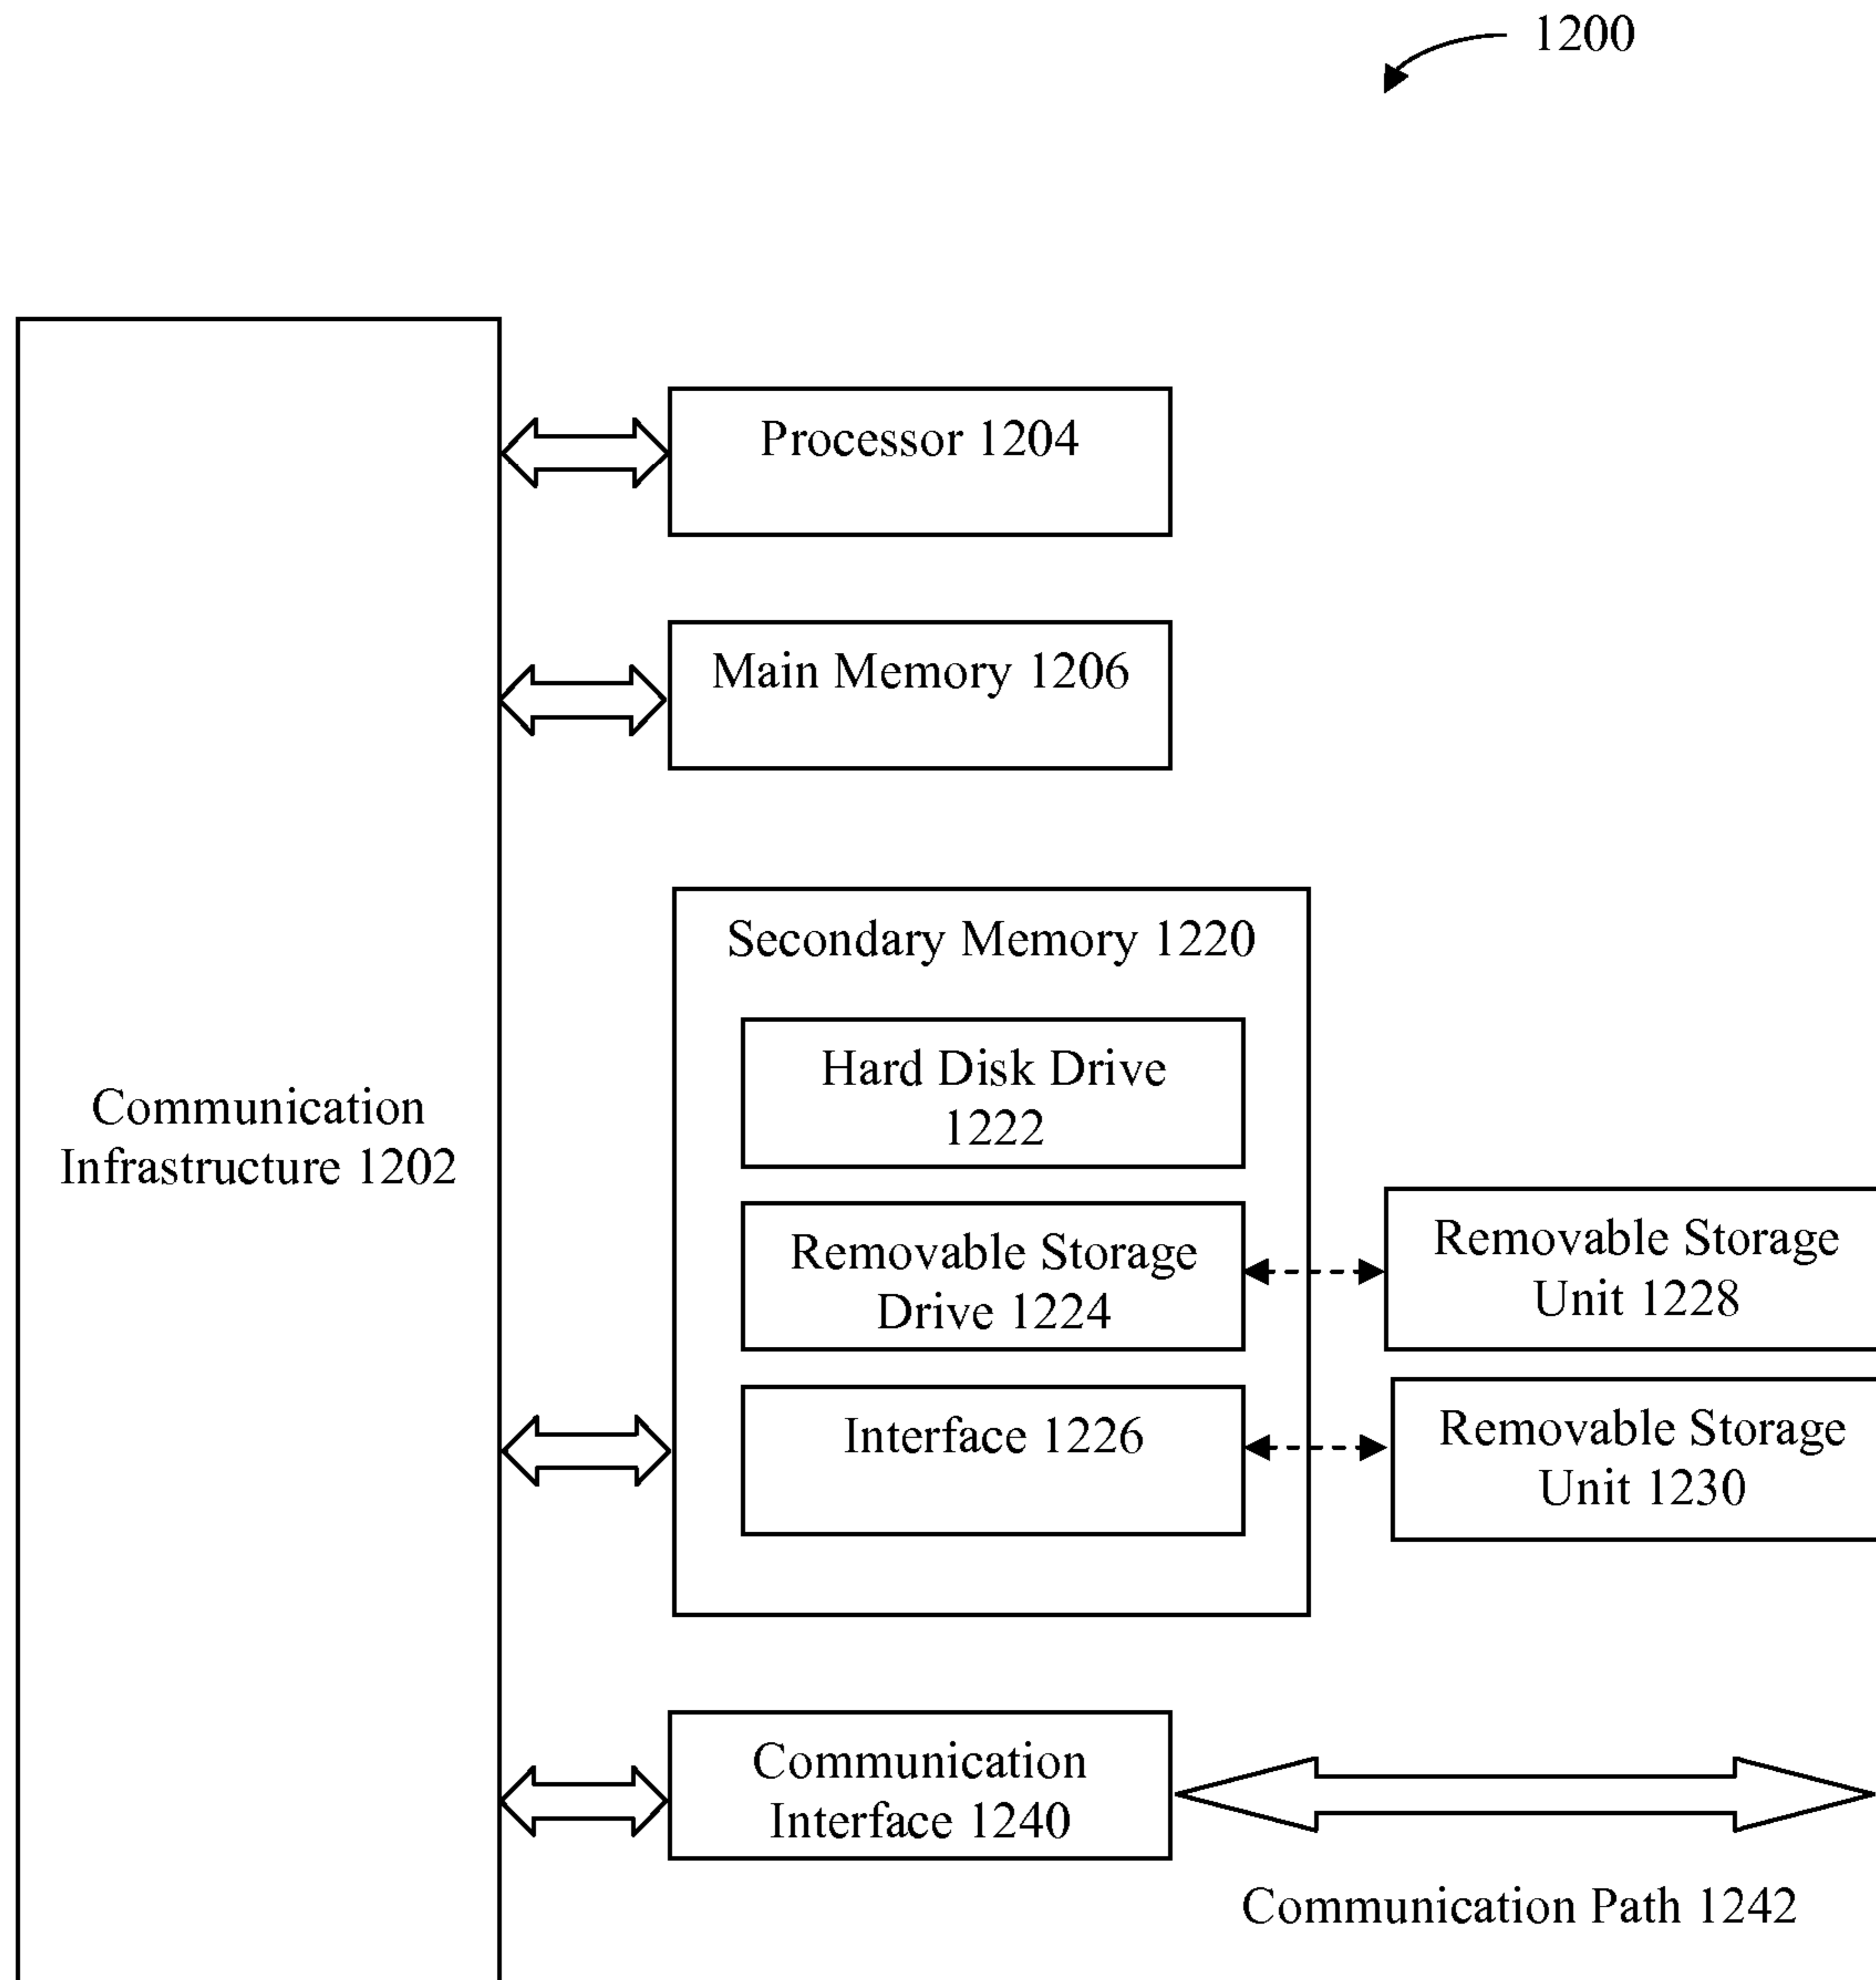 1200
Processor 1204
Main Memory 1206
Secondary Memory 1220
Hard Disk Drive
1222
Communication
Infrastructure 1202
Removable Storage
Drive 1224
Removable Storage
Unit 1228
Interface 1226
Removable Storage
Unit 1230
Communication
Interface 1240
Communication Path 1242